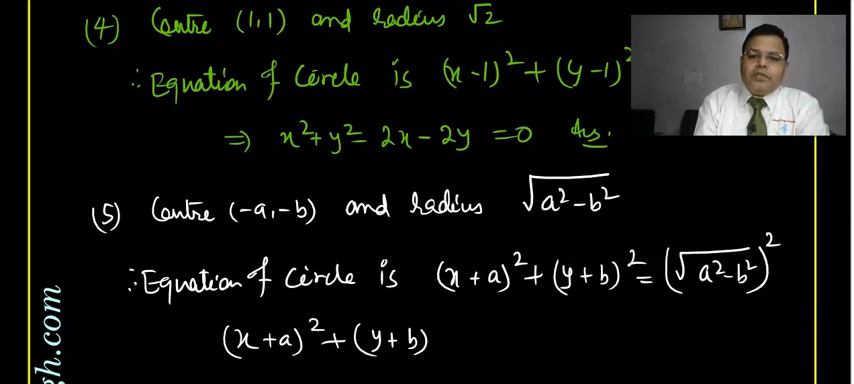 (4) Centre (1,1) and radius √2
∴ Equation of Circle is (x-1)² + (y-1)²
⇒ x²+y²= 2x-2y =0 Ans.
(5) Centre (-a,-b) and radius √a²-b²
∴ Equation of Circle is (x+a)² + (y+b)² = (√a²-b²)²
(x+a)² + (y+b)
gh.com